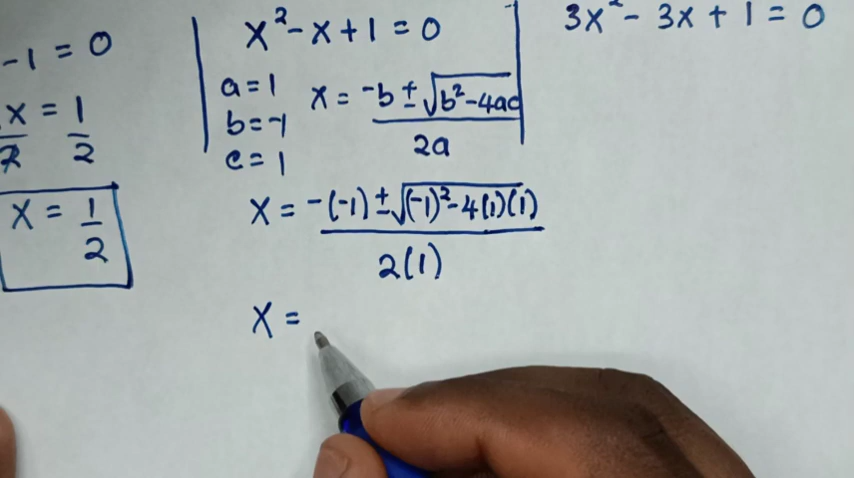 -1 = 0
x = 1
2 2
x = 1/2
x² - x + 1 = 0
a = 1
b = -1
c = 1
x = -b ± √b² - 4ac
2a
x = -(-1) ± √(-1)² - 4(1)(1)
2(1)
x =
3x² - 3x + 1 = 0